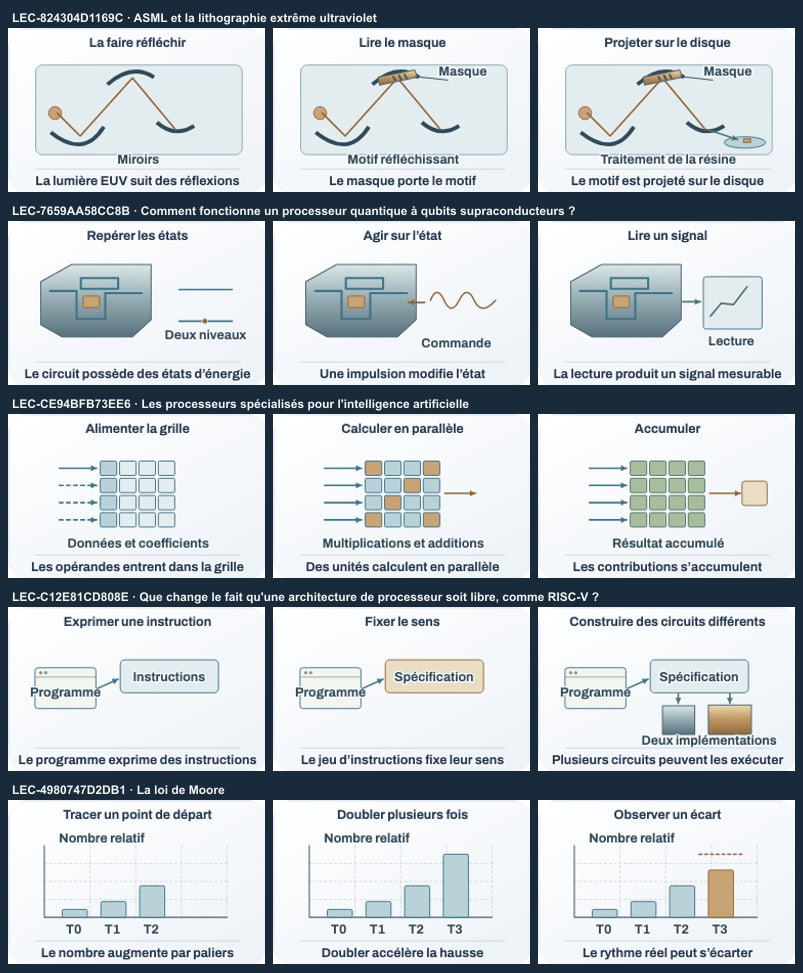 LEC-824304D1169C · ASML et la lithographie extrême ultraviolet
La faire réfléchir
Miroirs
La lumière EUV suit des réflexions
Lire le masque
Masque
Motif réfléchissant
Le masque porte le motif
Projeter sur le disque
Masque
Traitement de la résine
Le motif est projeté sur le disque
LEC-7659AA58CC8B · Comment fonctionne un processeur quantique à qubits supraconducteurs ?
Repérer les états
Deux niveaux
Le circuit possède des états d’énergie
Agir sur l’état
Commande
Une impulsion modifie l’état
Lire un signal
Lecture
La lecture produit un signal mesurable
LEC-CE94BFB73EE6 · Les processeurs spécialisés pour l'intelligence artificielle
Alimenter la grille
Données et coefficients
Les opérandes entrent dans la grille
Calculer en parallèle
Multiplications et additions
Des unités calculent en parallèle
Accumuler
Résultat accumulé
Les contributions s’accumulent
LEC-C12E81CD808E · Que change le fait qu'une architecture de processeur soit libre, comme RISC-V ?
Exprimer une instruction
Instructions
Programme
Le programme exprime des instructions
Fixer le sens
Spécification
Programme
Le jeu d’instructions fixe leur sens
Construire des circuits différents
Spécification
Programme
Deux implémentations
Plusieurs circuits peuvent les exécuter
LEC-4980747D2DB1 · La loi de Moore
Tracer un point de départ
Nombre relatif
T0 T1 T2
Le nombre augmente par paliers
Doubler plusieurs fois
Nombre relatif
T0 T1 T2 T3
Doubler accélère la hausse
Observer un écart
Nombre relatif
T0 T1 T2 T3
Le rythme réel peut s’écarter